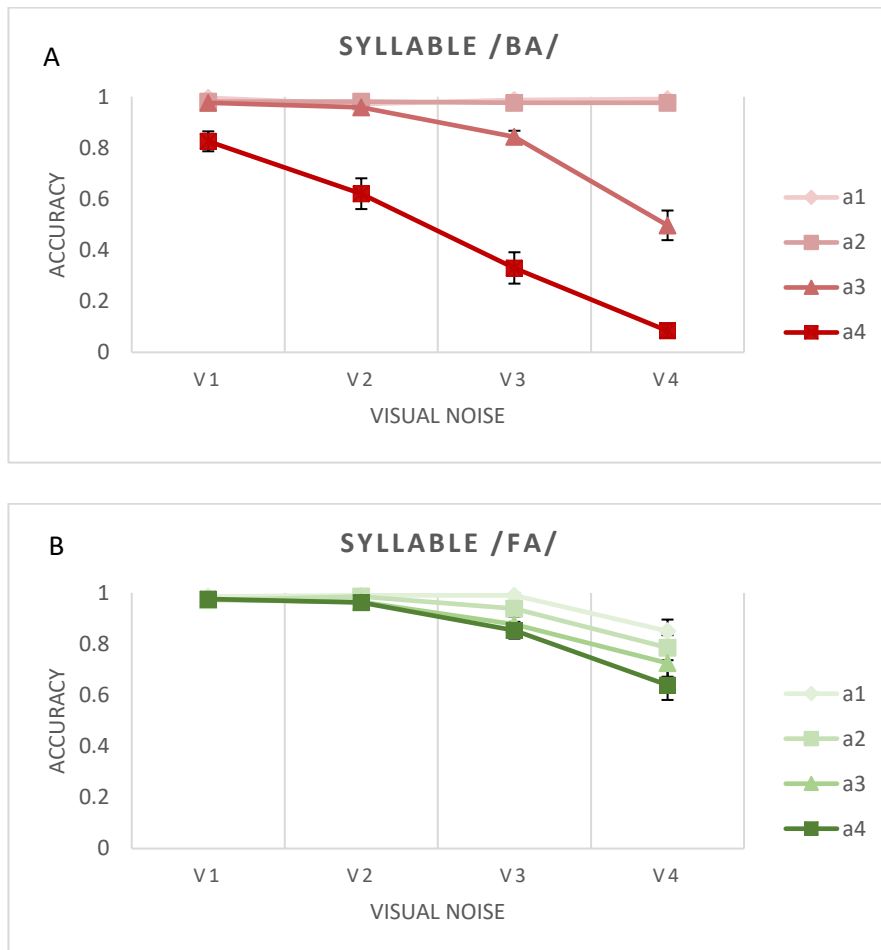 A
SYLLABLE /BA/
1
0.8
0.6
0.4
0.2
0
ACCURACY
V1 V2 V3 V4
VISUAL NOISE
a1
a2
a3
a4
B
SYLLABLE /FA/
1
0.8
0.6
0.4
0.2
0
ACCURACY
V1 V2 V3 V4
VISUAL NOISE
a1
a2
a3
a4